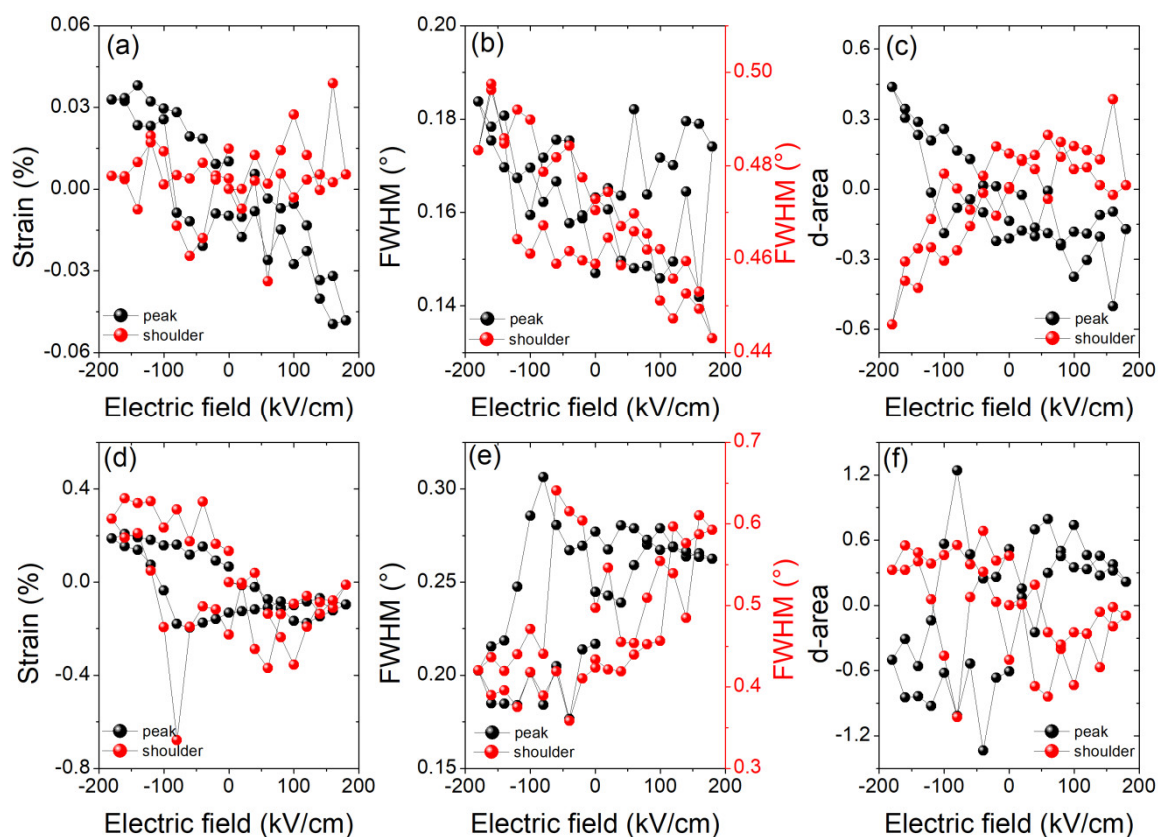 (a)
Strain (%)
0.06
0.03
0.00
-0.03
-0.06
peak
shoulder
-200 -100 0 100 200
Electric field (kV/cm)
(b)
FWHM (°)
0.20
0.18
0.16
0.14
0.50
0.48
0.46
0.44
FWHM (°)
peak
shoulder
-200 -100 0 100 200
Electric field (kV/cm)
(c)
d-area
0.6
0.3
0.0
-0.3
-0.6
peak
shoulder
-200 -100 0 100 200
Electric field (kV/cm)
(d)
Strain (%)
0.4
0.0
-0.4
-0.8
peak
shoulder
-200 -100 0 100 200
Electric field (kV/cm)
(e)
FWHM (°)
0.30
0.25
0.20
0.15
0.7
0.6
0.5
0.4
0.3
FWHM (°)
peak
shoulder
-200 -100 0 100 200
Electric field (kV/cm)
(f)
d-area
1.2
0.6
0.0
-0.6
-1.2
peak
shoulder
-200 -100 0 100 200
Electric field (kV/cm)